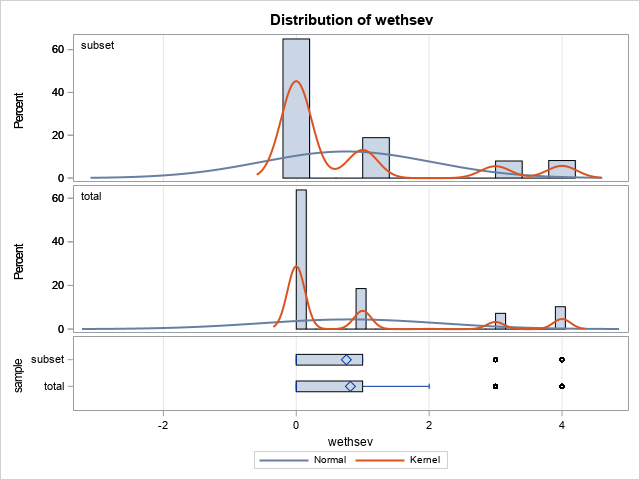 Distribution of wethsev
subset
60
40
20
0
Percent
total
60
40
20
0
Percent
subset
total
sample
-2 0 2 4
wethsev
Normal Kernel